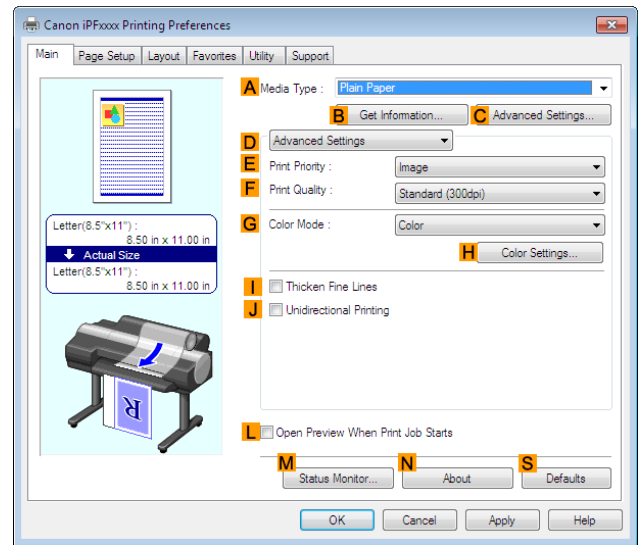 Canon iPFxxxx Printing Preferences
Main Page Setup Layout Favorites Utility Support
A Media Type : Plain Paper
B Get Information... C Advanced Settings...
D Advanced Settings
E Print Priority : Image
F Print Quality : Standard (300dpi)
G Color Mode : Color
H Color Settings...
Letter(8.5"x11") :
8.50 in x 11.00 in
Actual Size
Letter(8.5"x11") :
8.50 in x 11.00 in
I Thicken Fine Lines
J Unidirectional Printing
R
L Open Preview When Print Job Starts
M Status Monitor... N About S Defaults
OK Cancel Apply Help